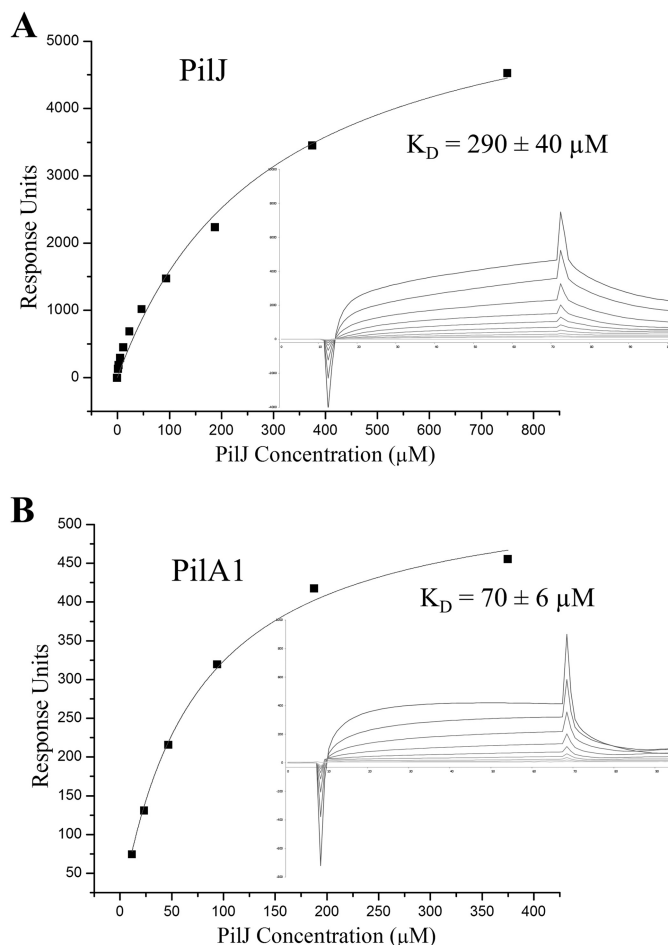 A
PilJ
K_D = 290 ± 40 µM
Response Units
5000
4000
3000
2000
1000
0
0 100 200 300 400 500 600 700 800
PilJ Concentration (µM)
B
PilA1
K_D = 70 ± 6 µM
Response Units
500
450
400
350
300
250
200
150
100
50
0 50 100 150 200 250 300 350 400
PilJ Concentration (µM)